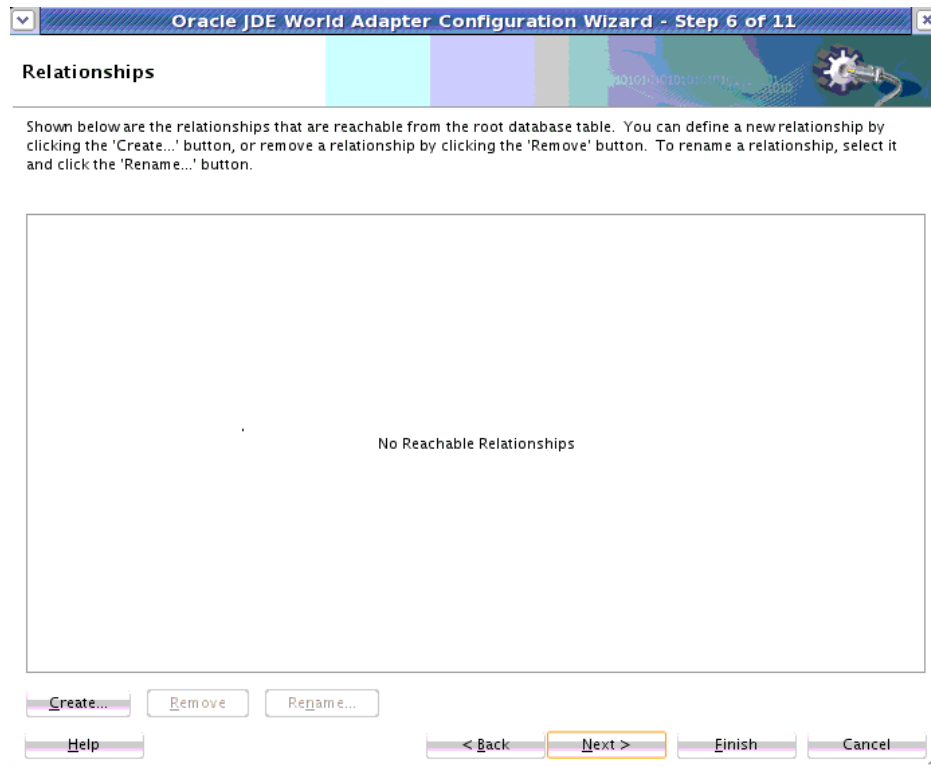 Oracle JDE World Adapter Configuration Wizard - Step 6 of 11
Relationships
Shown below are the relationships that are reachable from the root database table. You can define a new relationship by
clicking the 'Create...' button, or remove a relationship by clicking the 'Remove' button. To rename a relationship, select it
and click the 'Rename...' button.
No Reachable Relationships
Create...
Remove
Rename...
Help
< Back
Next >
Finish
Cancel